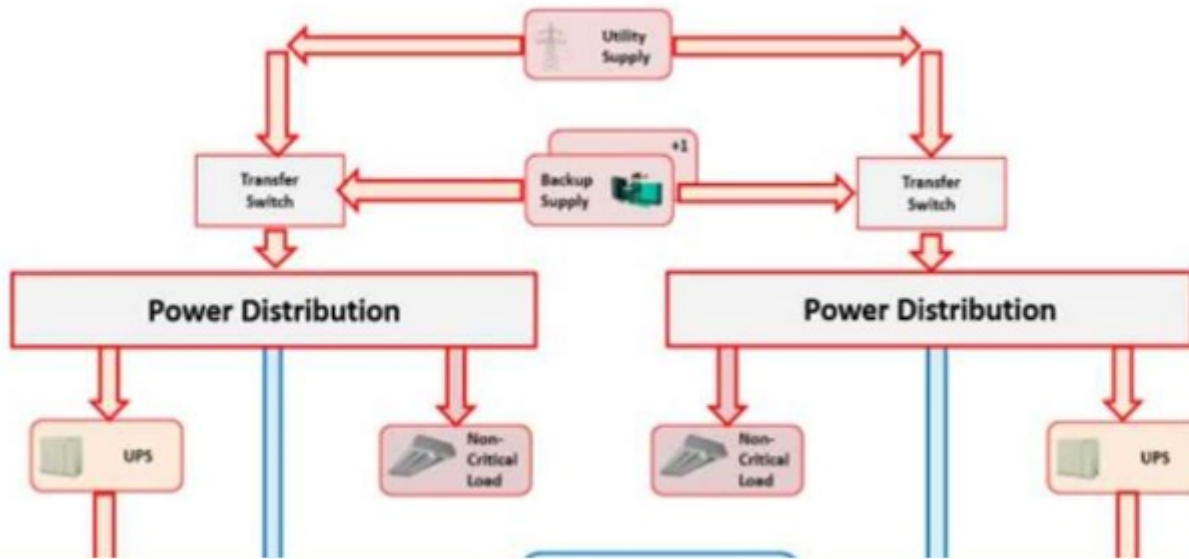 Utility
Supply
+1
Backup
Supply
Transfer
Switch
Transfer
Switch
Power Distribution
Power Distribution
UPS
Non-
Critical
Load
Non-
Critical
Load
UPS